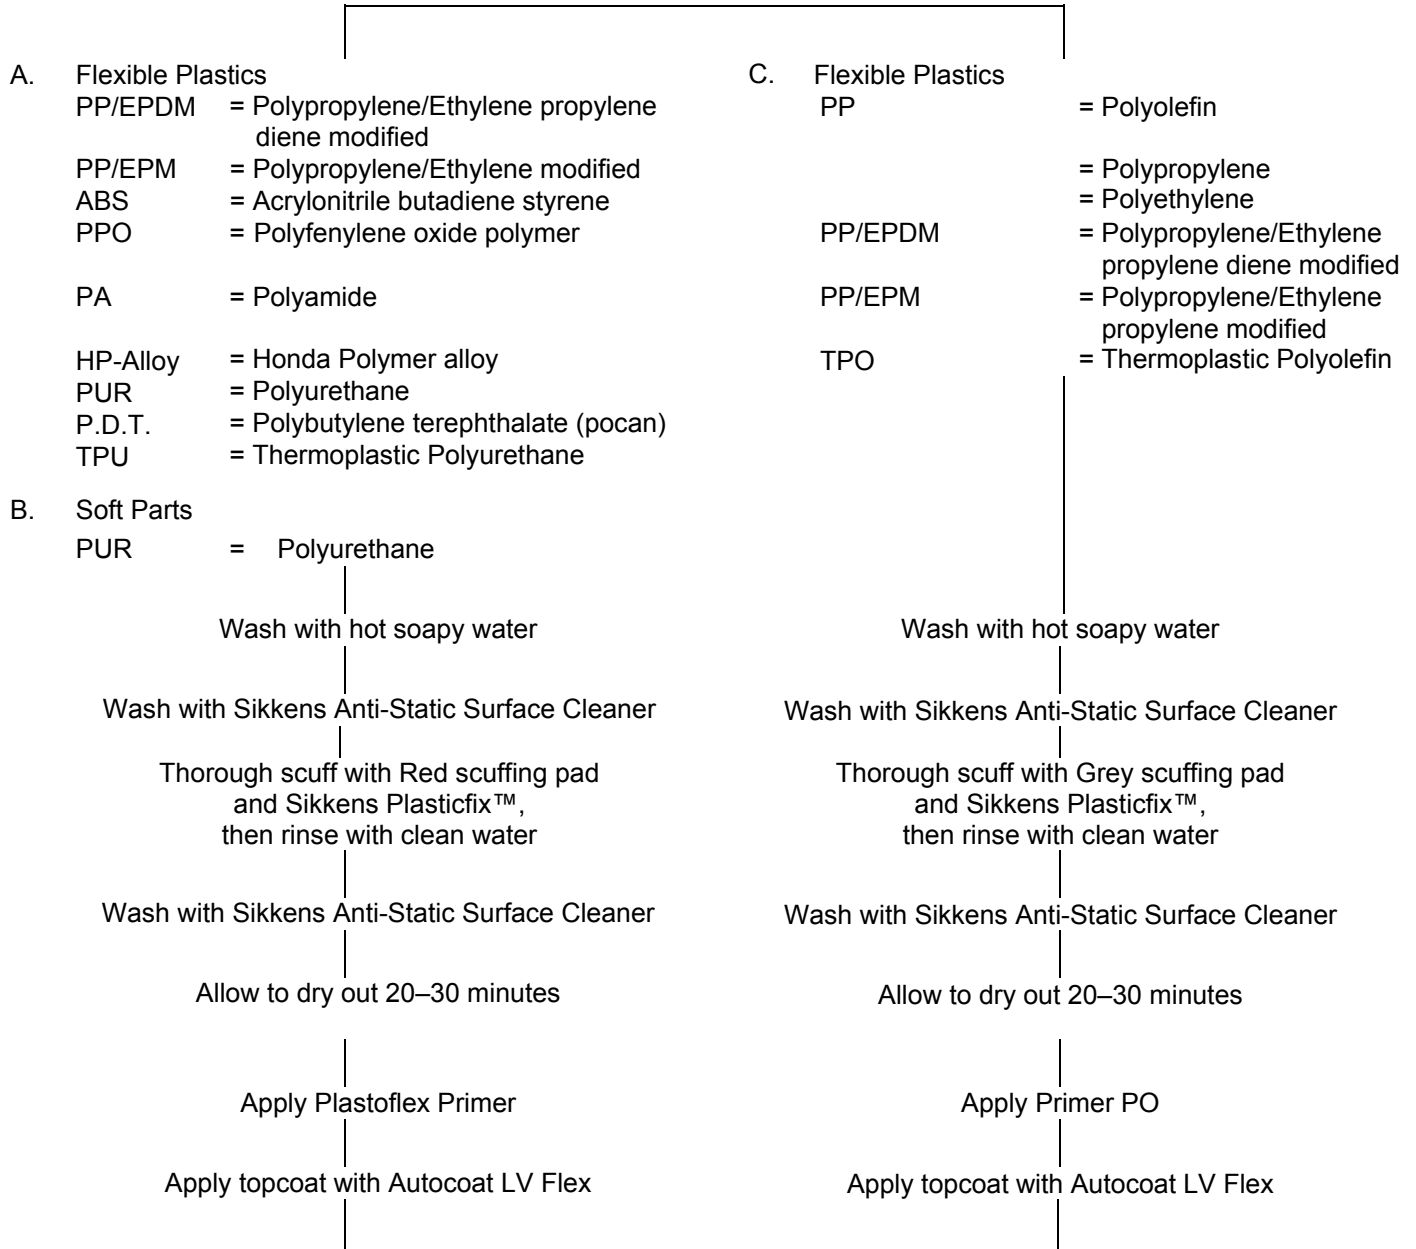 A. Flexible Plastics
PP/EPDM = Polypropylene/Ethylene propylene
diene modified
PP/EPM = Polypropylene/Ethylene modified
ABS = Acrylonitrile butadiene styrene
PPO = Polyfenylene oxide polymer
PA = Polyamide
HP-Alloy = Honda Polymer alloy
PUR = Polyurethane
P.D.T. = Polybutylene terephthalate (pocan)
TPU = Thermoplastic Polyurethane
B. Soft Parts
PUR = Polyurethane
Wash with hot soapy water
Wash with Sikkens Anti-Static Surface Cleaner
Thorough scuff with Red scuffing pad
and Sikkens Plasticfix™,
then rinse with clean water
Wash with Sikkens Anti-Static Surface Cleaner
Allow to dry out 20–30 minutes
Apply Plastoflex Primer
Apply topcoat with Autocoat LV Flex
C. Flexible Plastics
PP = Polyolefin
= Polypropylene
= Polyethylene
PP/EPDM = Polypropylene/Ethylene
propylene diene modified
PP/EPM = Polypropylene/Ethylene
propylene modified
TPO = Thermoplastic Polyolefin
Wash with hot soapy water
Wash with Sikkens Anti-Static Surface Cleaner
Thorough scuff with Grey scuffing pad
and Sikkens Plasticfix™,
then rinse with clean water
Wash with Sikkens Anti-Static Surface Cleaner
Allow to dry out 20–30 minutes
Apply Primer PO
Apply topcoat with Autocoat LV Flex